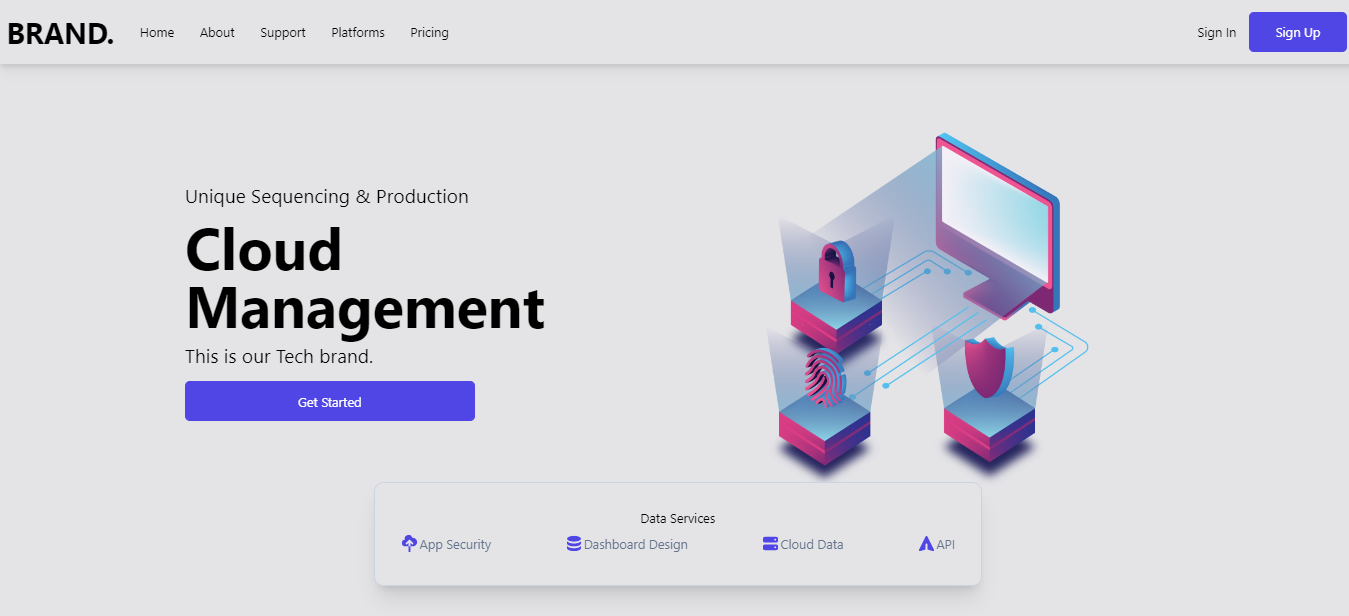 BRAND. Home About Support Platforms Pricing Sign In Sign Up
Unique Sequencing & Production
Cloud
Management
This is our Tech brand.
Get Started
Data Services
App Security Dashboard Design Cloud Data API